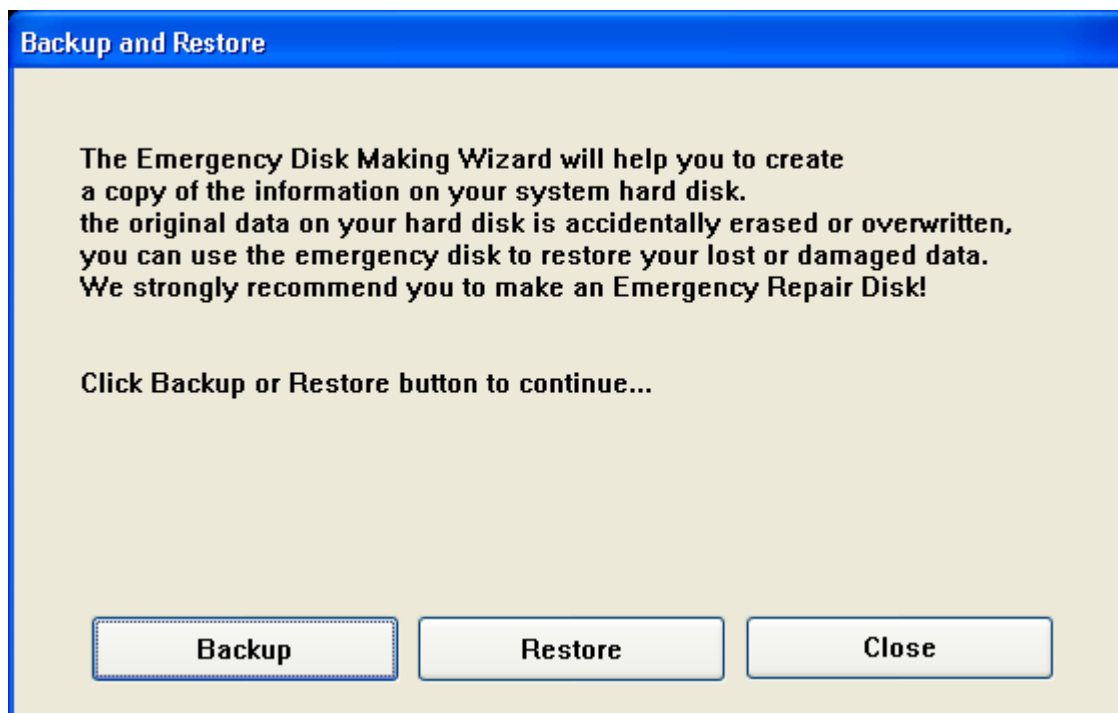 Backup and Restore
The Emergency Disk Making Wizard will help you to create
a copy of the information on your system hard disk.
the original data on your hard disk is accidentally erased or overwritten,
you can use the emergency disk to restore your lost or damaged data.
We strongly recommend you to make an Emergency Repair Disk!
Click Backup or Restore button to continue...
Backup
Restore
Close